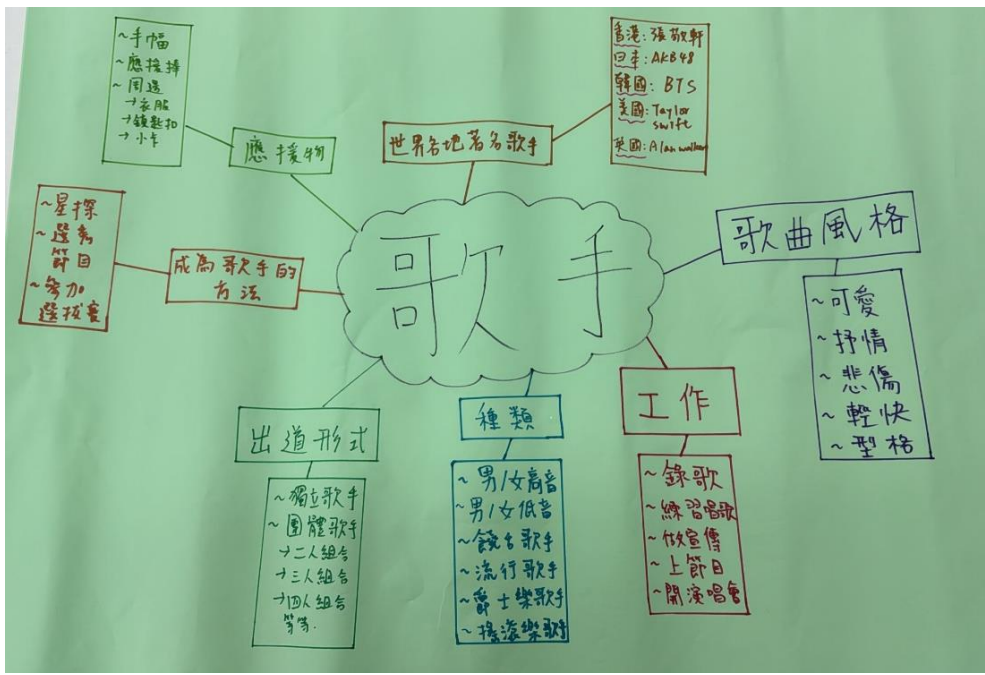 歌手
應援物
~手幅
~應援捧
~周邊
→衣服
→鎖匙扣
→小卡
世界各地著名歌手
香港:張敬軒
日本:AKB48
韓國:BTS
美國:Taylor
swift
英國:Alan walker
歌曲風格
~可愛
~抒情
~悲傷
~輕快
~型格
成為歌手的
方法
~星探
~選秀
節目
~參加
選拔賽
出道形式
~獨立歌手
~團體歌手
→二人組合
→三人組合
→四人組合
等等.
種類
~男/女高音
~男/女低音
~饒舌歌手
~流行歌手
~爵士樂歌手
~搖滾樂歌手
工作
~錄歌
~練習唱歌
~做宣傳
~上節目
~開演唱會